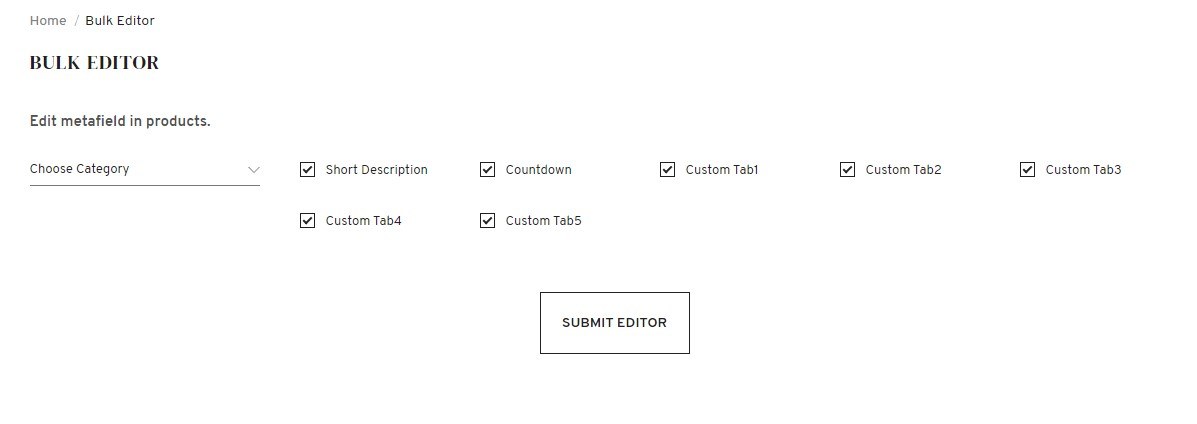 Home / Bulk Editor
BULK EDITOR
Edit metafield in products.
Choose Category
Short Description
Countdown
Custom Tab1
Custom Tab2
Custom Tab3
Custom Tab4
Custom Tab5
SUBMIT EDITOR